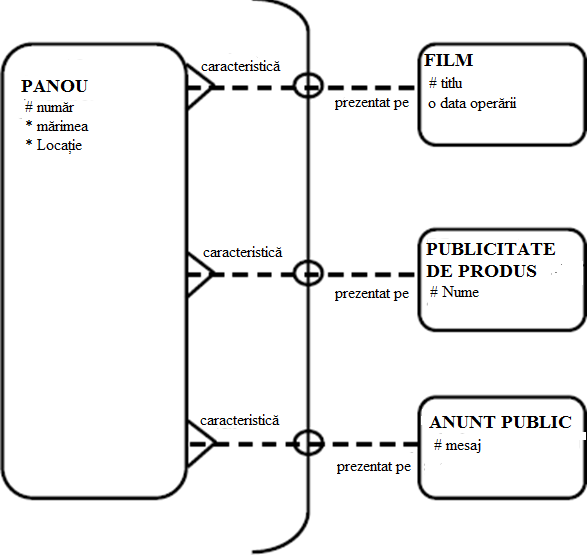 PANOU
# număr
* mărimea
* Locație
caracteristică
prezentat pe
FILM
# titlu
o data operării
caracteristică
prezentat pe
PUBLICITATE
DE PRODUS
# Nume
caracteristică
prezentat pe
ANUNT PUBLIC
# mesaj